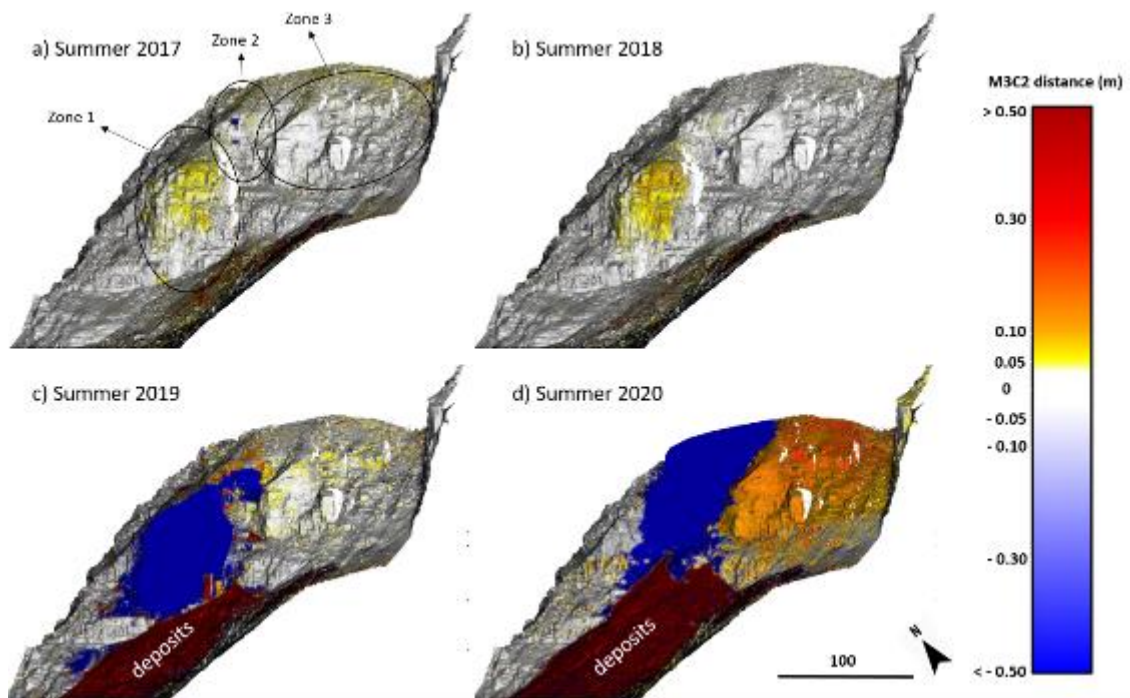 a) Summer 2017
Zone 1
Zone 2
Zone 3
b) Summer 2018
c) Summer 2019
deposits
d) Summer 2020
deposits
N
100
M3C2 distance (m)
> 0.50
0.30
0.10
0.05
0
- 0.05
- 0.10
- 0.30
< - 0.50